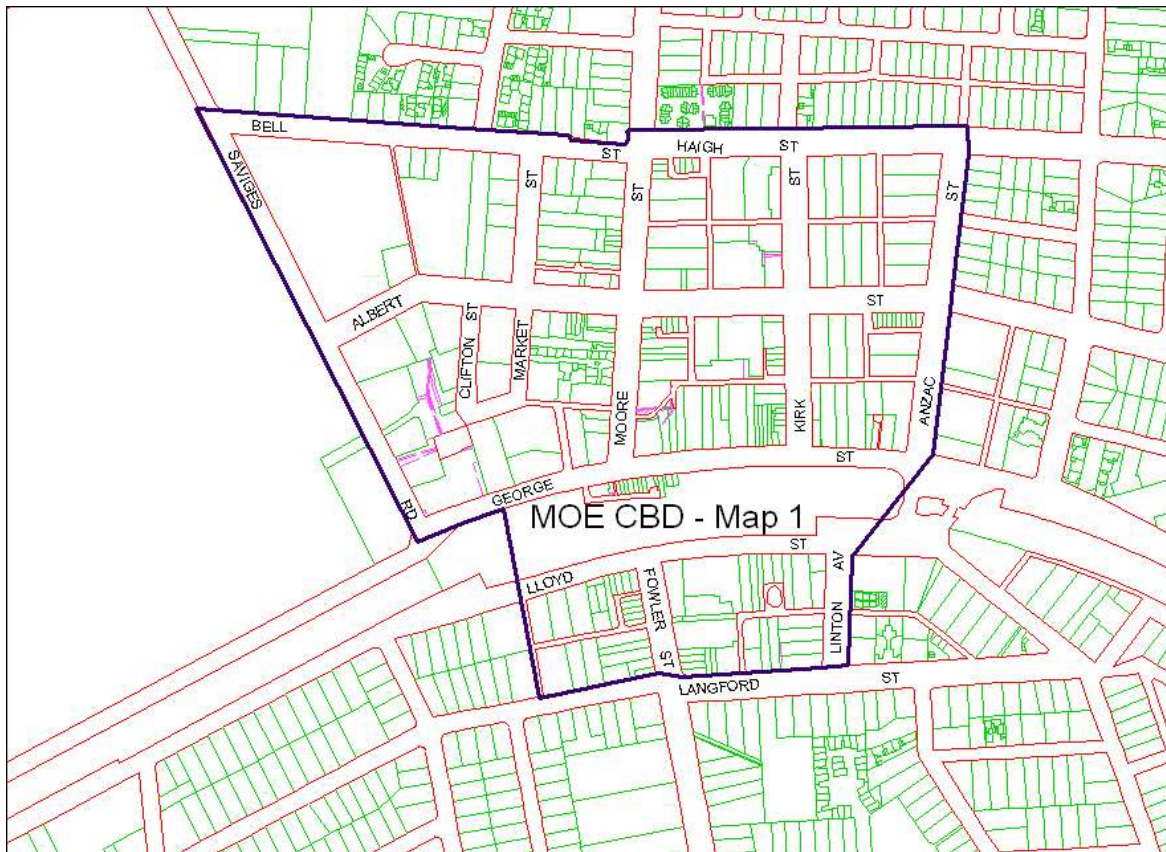 BELL
ST
HAIGH
ST
SAVIGES
ST
ST
ST
ST
ALBERT
ST
CLIFTON
ST
MARKET
MOORE
KIRK
ANZAC
ST
GEORGE
RD
MOE CBD - Map 1
ST
AV
LLOYD
FOWLER
LINTON
ST
LANGFORD
ST